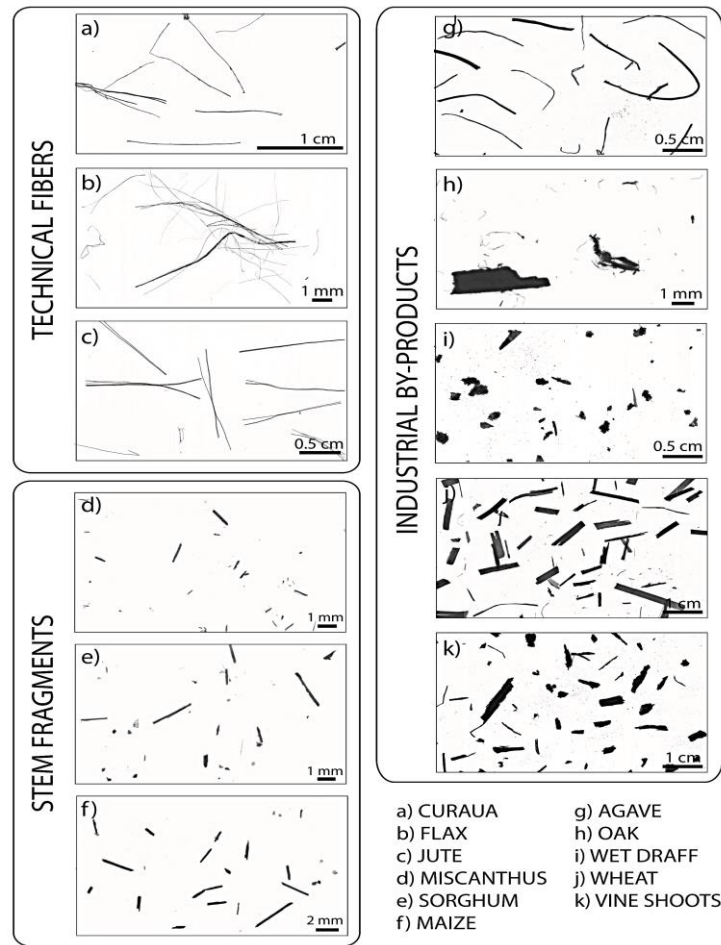 TECHNICAL FIBERS
a)
1 cm
b)
1 mm
c)
0.5 cm
STEM FRAGMENTS
d)
1 mm
e)
1 mm
f)
2 mm
INDUSTRIAL BY-PRODUCTS
g)
0.5 cm
h)
1 mm
i)
0.5 cm
j)
1 cm
k)
1 cm
a) CURAUA
b) FLAX
c) JUTE
d) MISCANTHUS
e) SORGHUM
f) MAIZE
g) AGAVE
h) OAK
i) WET DRAFF
j) WHEAT
k) VINE SHOOTS